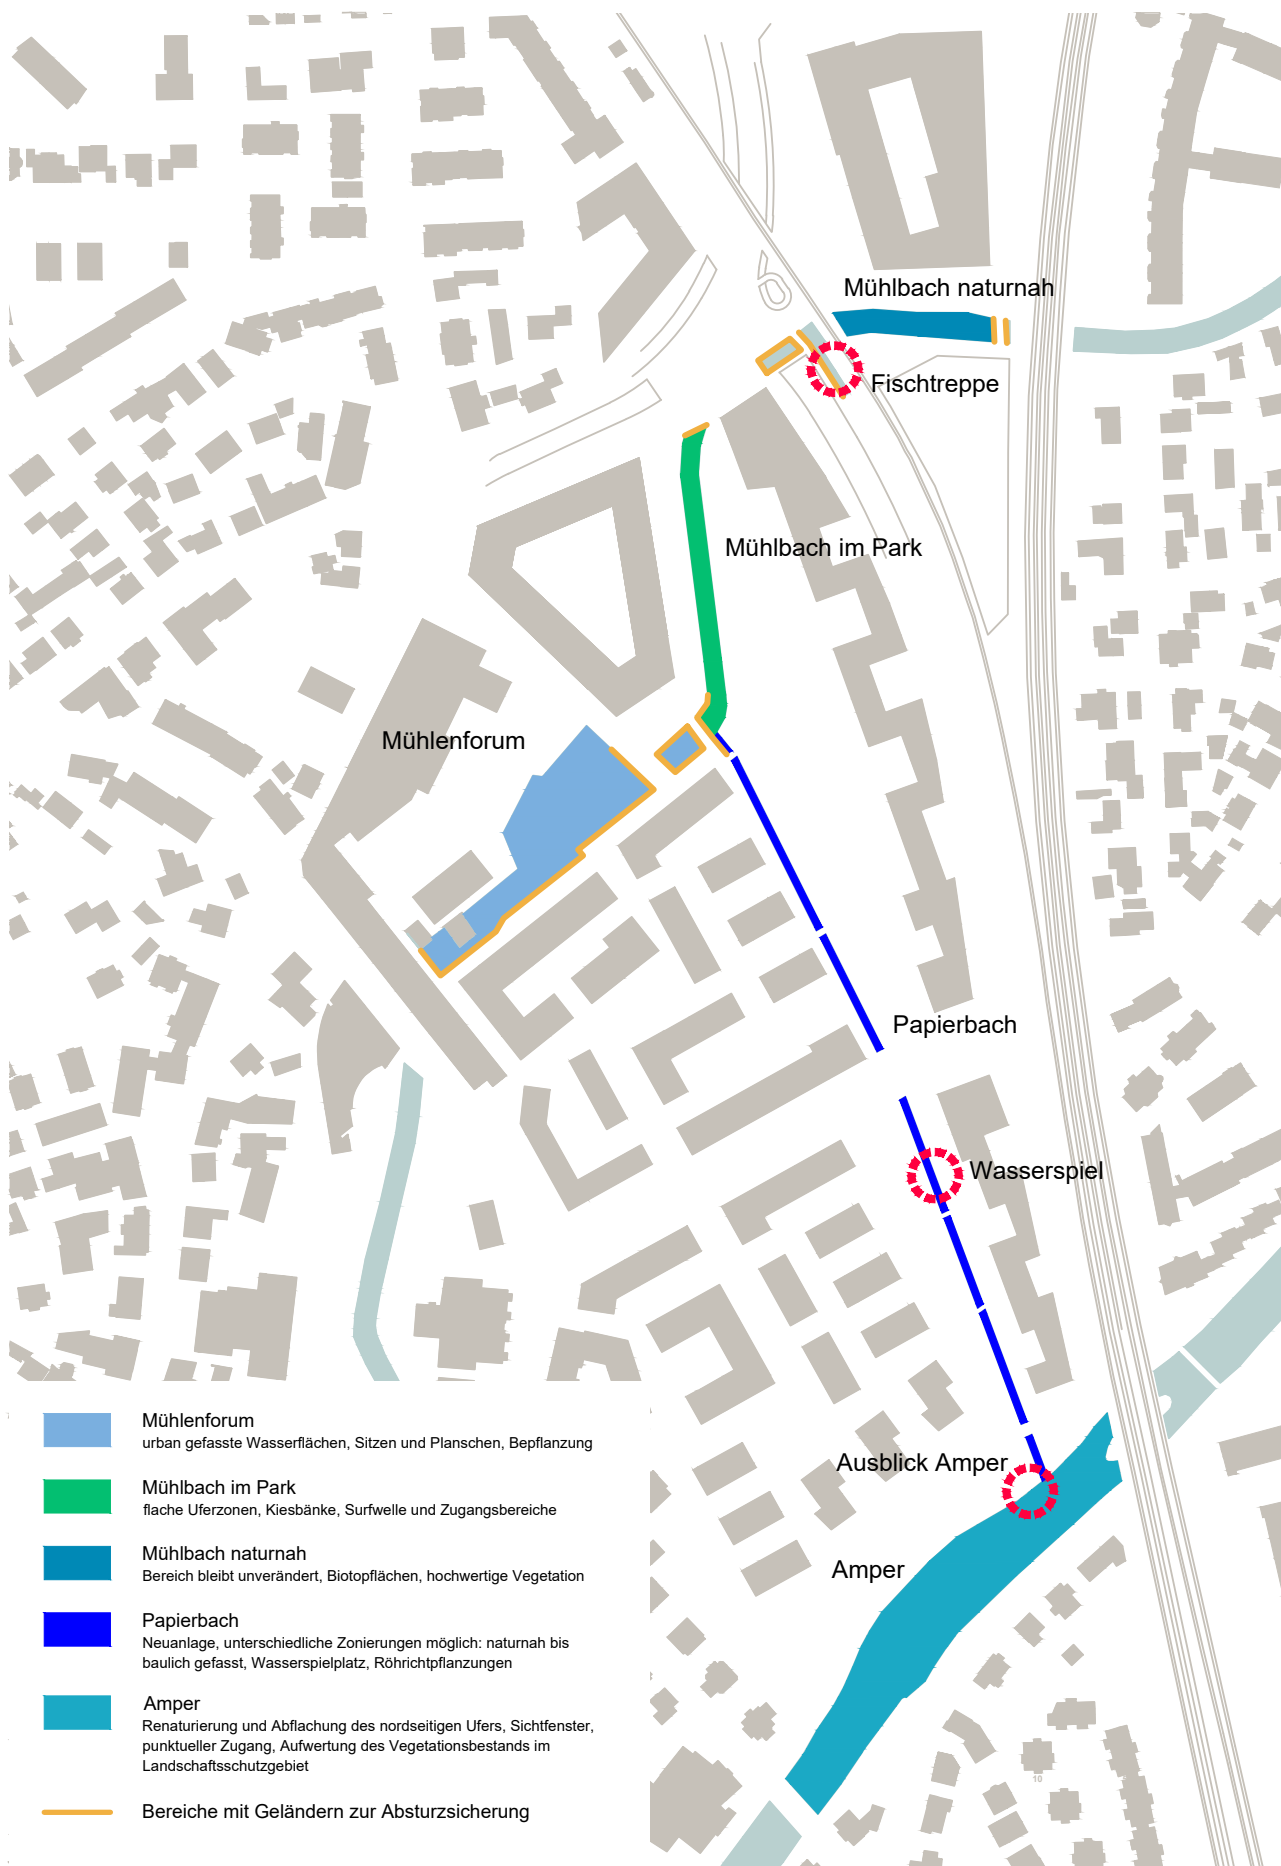 Mühlbach naturnah
Fischtreppe
Mühlbach im Park
Mühlenforum
Papierbach
Wasserspiel
Ausblick Amper
Amper
Mühlenforum
urban gefasste Wasserflächen, Sitzen und Planschen, Bepflanzung
Mühlbach im Park
flache Uferzonen, Kiesbänke, Surfwelle und Zugangsbereiche
Mühlbach naturnah
Bereich bleibt unverändert, Biotopflächen, hochwertige Vegetation
Papierbach
Neuanlage, unterschiedliche Zonierungen möglich: naturnah bis
baulich gefasst, Wasserspielplatz, Röhrichtpflanzungen
Amper
Renaturierung und Abflachung des nordseitigen Ufers, Sichtfenster,
punktueller Zugang, Aufwertung des Vegetationsbestands im
Landschaftsschutzgebiet
Bereiche mit Geländern zur Absturzsicherung
10